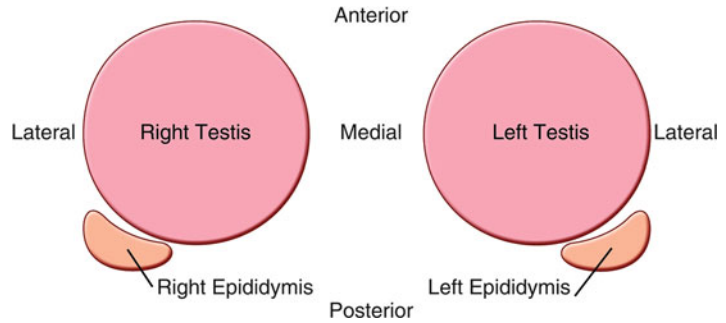 Anterior
Lateral
Right Testis
Medial
Left Testis
Lateral
Right Epididymis
Left Epididymis
Posterior